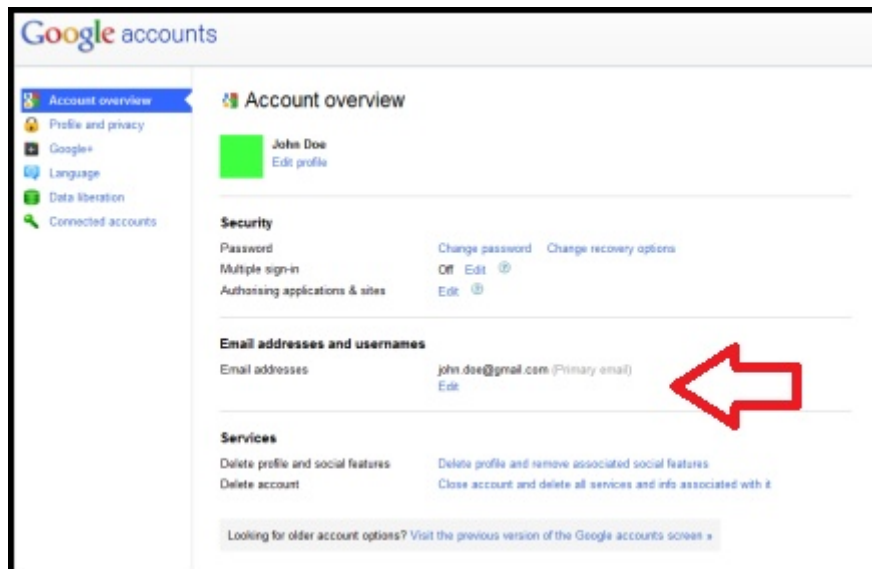 Google accounts
Account overview
Profile and privacy
Google+
Language
Data liberation
Connected accounts
Account overview
John Doe
Edit profile
Security
Password Change password Change recovery options
Multiple sign-in Off Edit ?
Authorising applications & sites Edit ?
Email addresses and usernames
Email addresses john.doe@gmail.com (Primary email)
Edit
Services
Delete profile and social features Delete profile and remove associated social features
Delete account Close account and delete all services and info associated with it
Looking for older account options? Visit the previous version of the Google accounts screen »